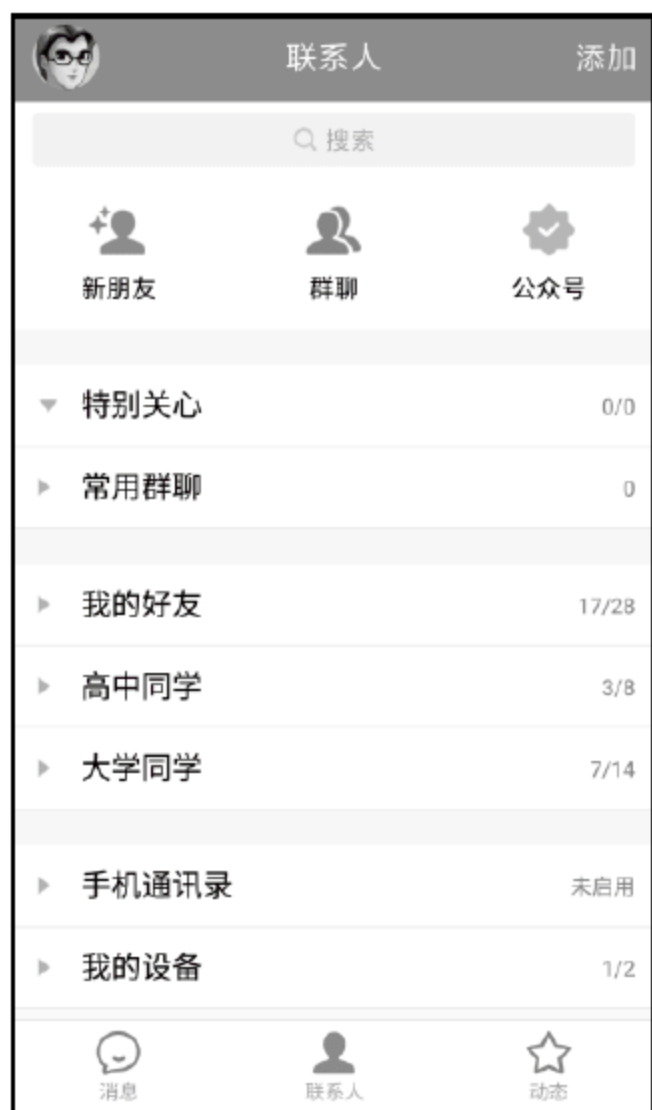 联系人 添加
搜索
新朋友 群聊 公众号
特别关心 0/0
常用群聊 0
我的好友 17/28
高中同学 3/8
大学同学 7/14
手机通讯录 未启用
我的设备 1/2
消息 联系人 动态